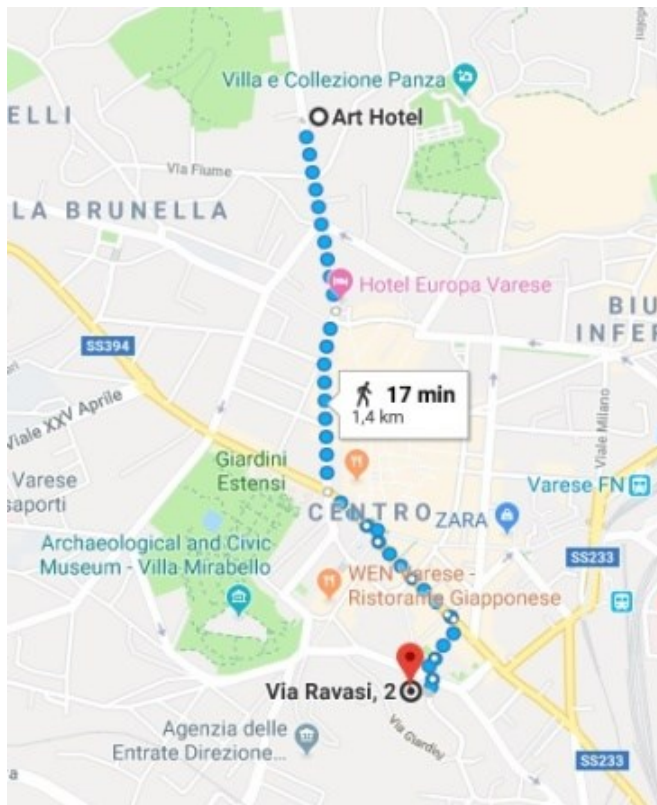 Villa e Collezione Panza
ELLI
Art Hotel
Via Fiume
LA BRUNELLA
Hotel Europa Varese
BIU
INFER
SS394
17 min
1,4 km
Viale XXV Aprile
Viale Milano
Giardini
Estensi
Varese
saporti
Varese FN
CENTRO
ZARA
Archaeological and Civic
Museum - Villa Mirabello
SS233
WEN Varese -
Ristorante Giapponese
Via Ravasi, 2
Via Giardini
Agenzia delle
Entrate Direzione...
SS233
a